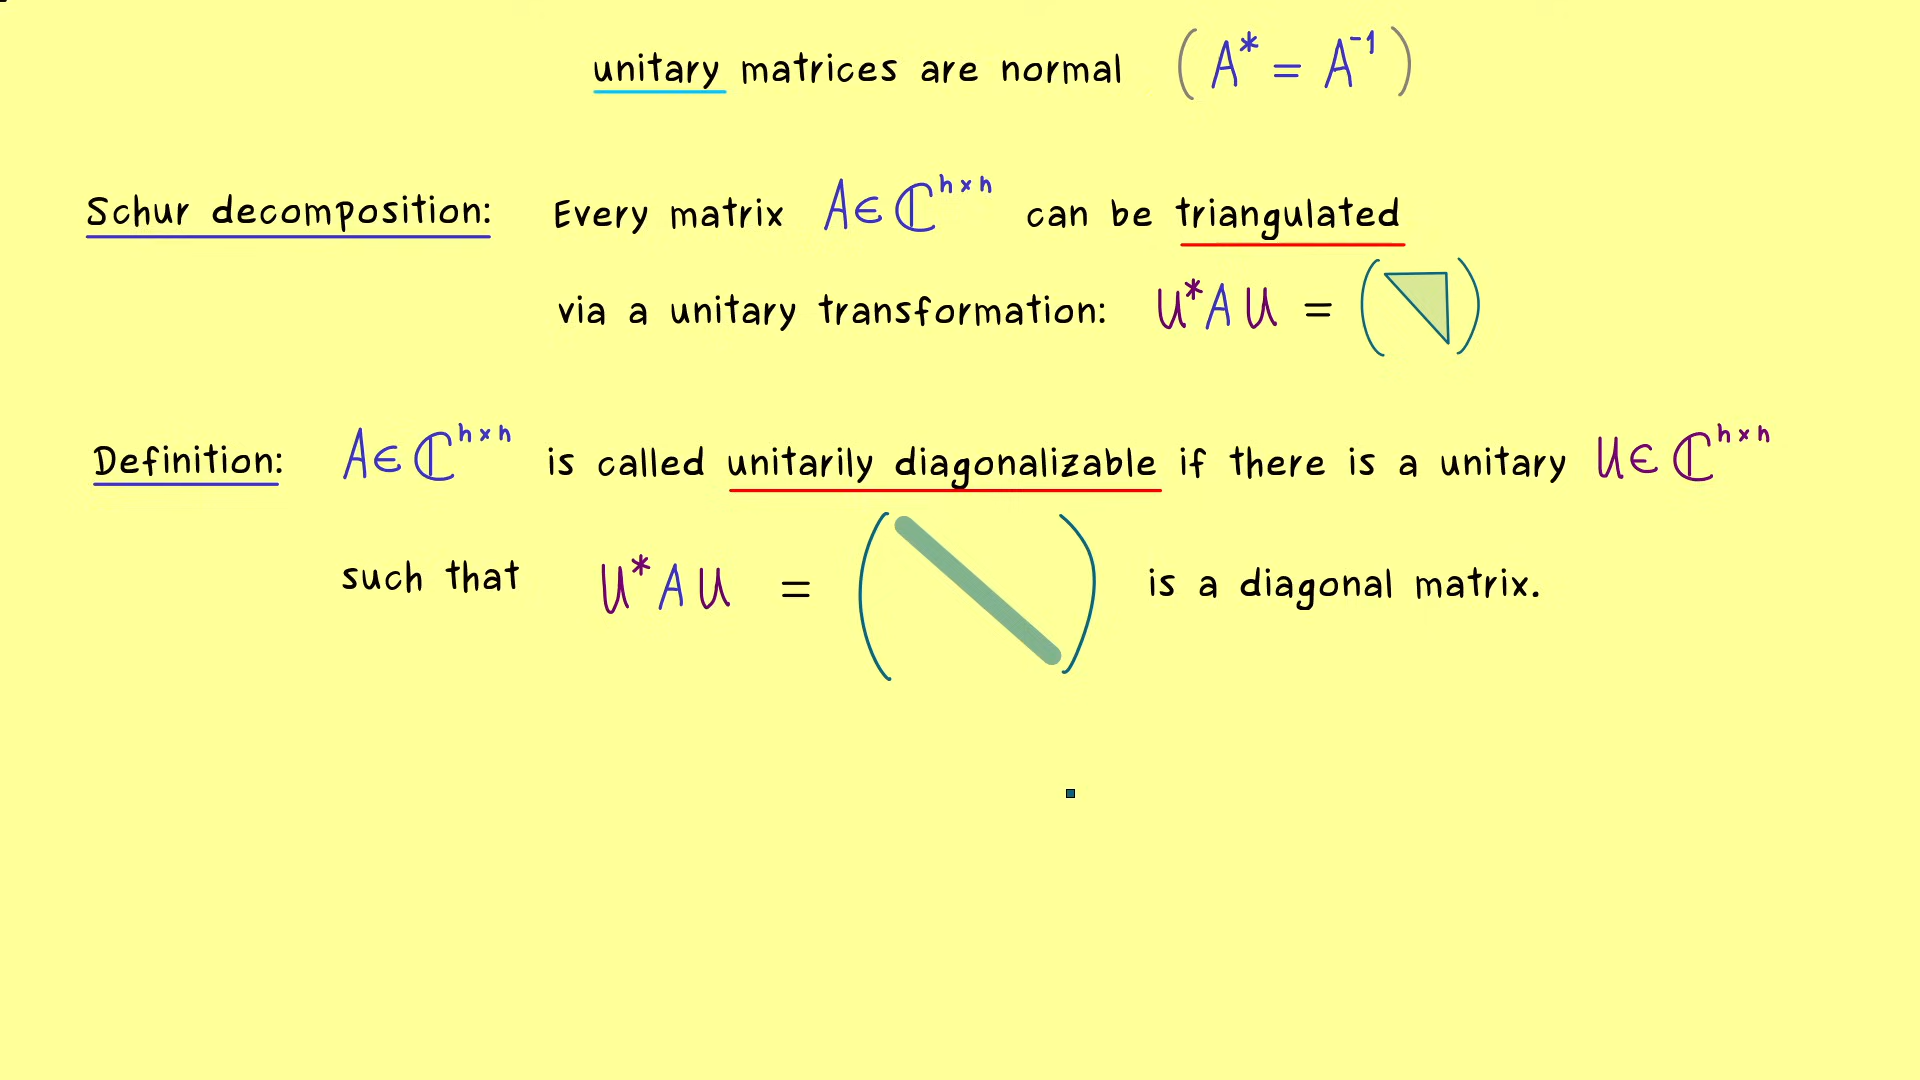 unitary matrices are normal (A* = A⁻¹)
Schur decomposition: Every matrix A ∈ ℂⁿˣⁿ can be triangulated
via a unitary transformation: U*AU = ( )
Definition: A ∈ ℂⁿˣⁿ is called unitarily diagonalizable if there is a unitary U ∈ ℂⁿˣⁿ
such that U*AU = ( ) is a diagonal matrix.